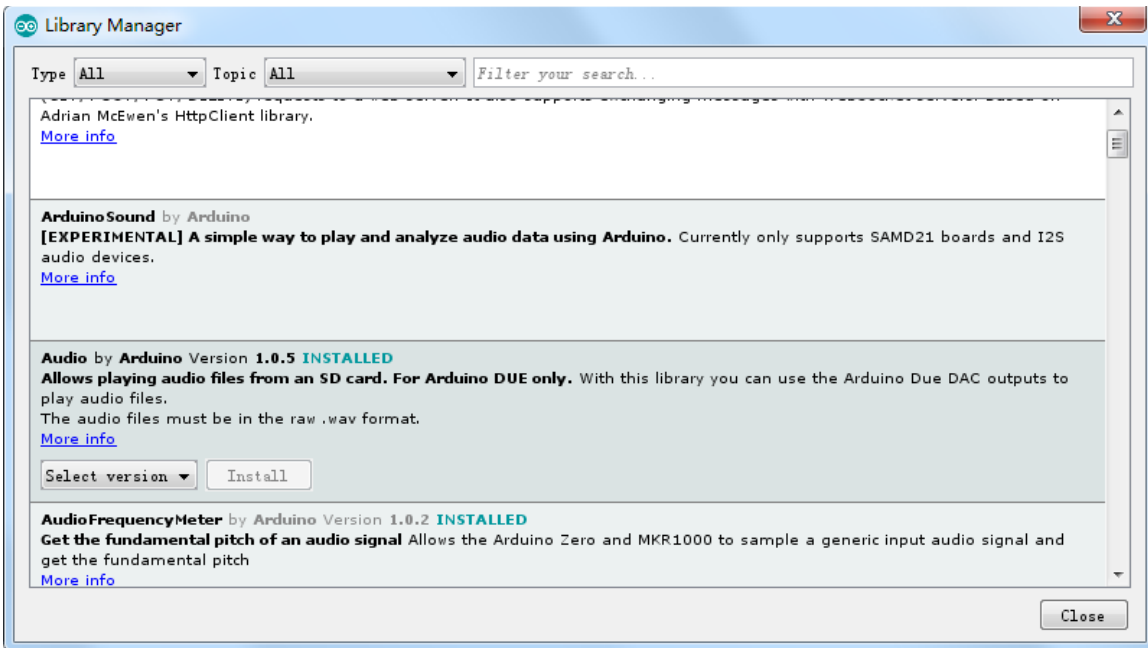 Library Manager
Type All Topic All Filter your search...
Adrian McEwen's HttpClient library.
More info
ArduinoSound by Arduino
[EXPERIMENTAL] A simple way to play and analyze audio data using Arduino. Currently only supports SAMD21 boards and I2S
audio devices.
More info
Audio by Arduino Version 1.0.5 INSTALLED
Allows playing audio files from an SD card. For Arduino DUE only. With this library you can use the Arduino Due DAC outputs to
play audio files.
The audio files must be in the raw .wav format.
More info
Select version Install
AudioFrequencyMeter by Arduino Version 1.0.2 INSTALLED
Get the fundamental pitch of an audio signal Allows the Arduino Zero and MKR1000 to sample a generic input audio signal and
get the fundamental pitch
More info
Close